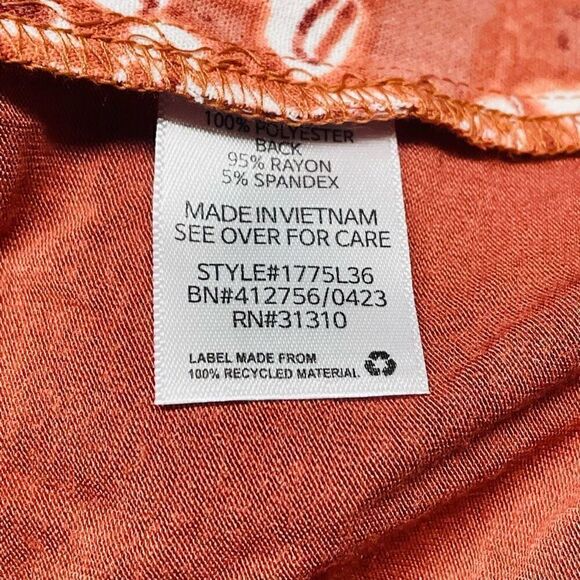 100% POLYESTER
BACK
95% RAYON
5% SPANDEX
MADE IN VIETNAM
SEE OVER FOR CARE
STYLE#1775L36
BN#412756/0423
RN#31310
LABEL MADE FROM
100% RECYCLED MATERIAL